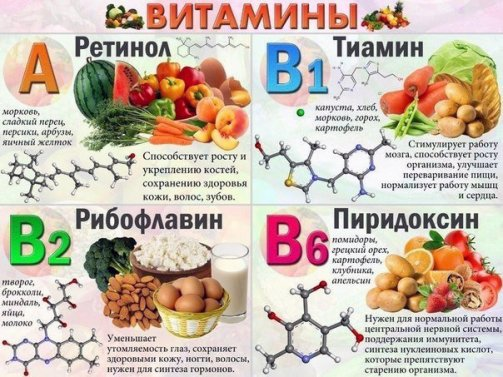 ВИТАМИНЫ
А
Ретинол
морковь,
сладкий перец,
персики, арбузы,
яичный желток
Способствует росту и
укреплению костей,
сохранению здоровья
кожи, волос, зубов.
В1
Тиамин
капуста, хлеб,
морковь, горох,
картофель
Стимулирует работу
мозга, способствует росту
организма, улучшает
переваривание пищи,
нормализует работу мышц
и сердца.
В2
Рибофлавин
творог,
брокколи,
миндаль,
яйца,
молоко
Уменьшает
утомляемость глаз, сохраняет
здоровыми кожу, ногти, волосы,
нужен для синтеза гормонов.
В6
Пиридоксин
помидоры,
грецкий орех,
картофель,
клубника,
апельсин
Нужен для нормальной работы
центральной нервной системы,
поддержания иммунитета,
синтеза нуклеиновых кислот,
которые препятствуют
старению организма.